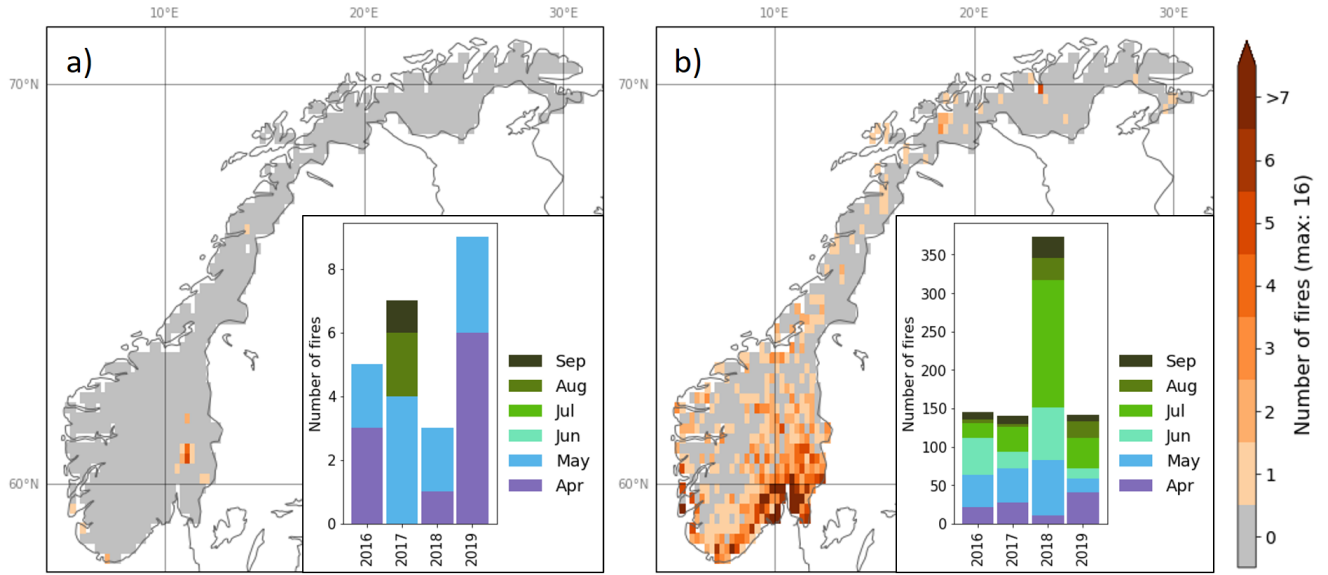 10°E 20°E 30°E 10°E 20°E 30°E
a) b)
70°N 70°N
60°N 60°N
Number of fires
0
2
4
6
8
2016 2017 2018 2019
Sep
Aug
Jul
Jun
May
Apr
Number of fires
0
50
100
150
200
250
300
350
2016 2017 2018 2019
Sep
Aug
Jul
Jun
May
Apr
>7
6
5
4
3
2
1
0
Number of fires (max: 16)